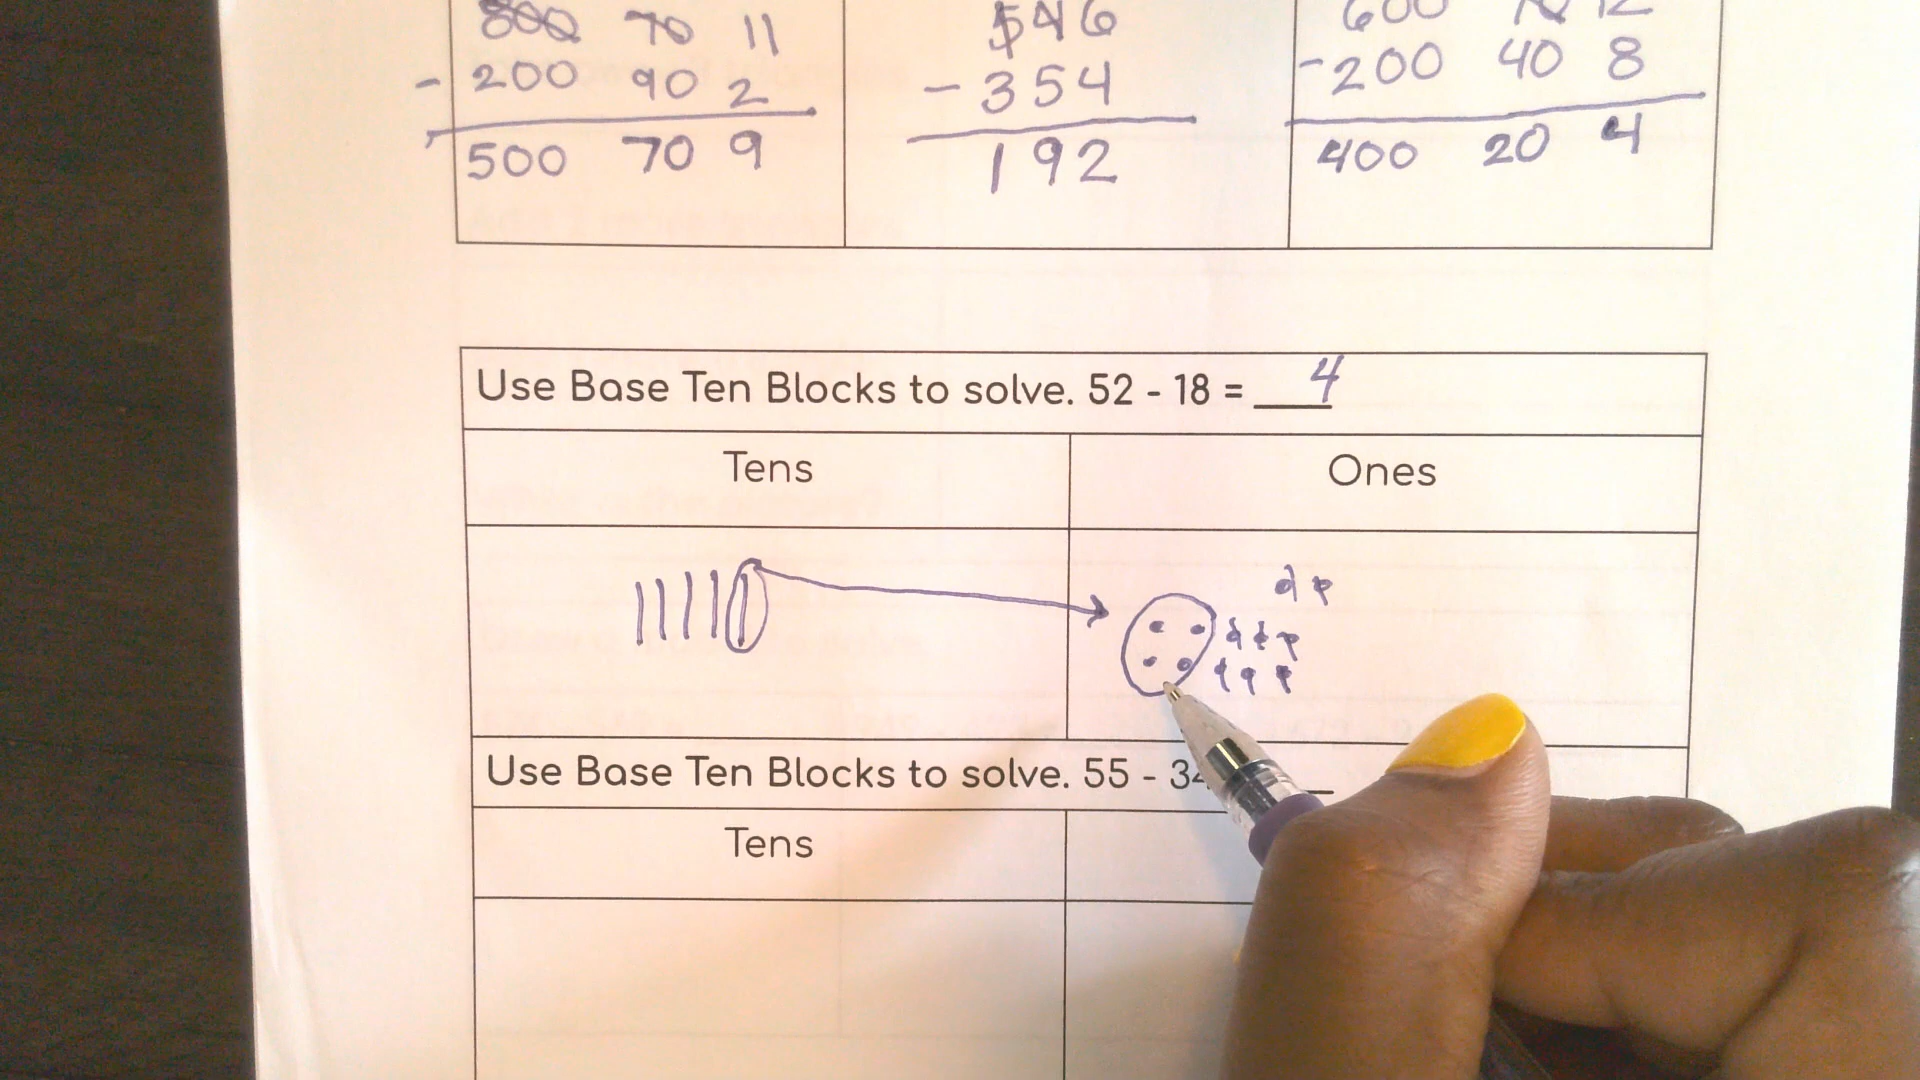 800 70 11 546 600 12
- 200 90 2 - 354 - 200 40 8
500 70 9 192 400 20 4
Use Base Ten Blocks to solve. 52 - 18 = 4
Tens Ones
Use Base Ten Blocks to solve. 55 - 34
Tens